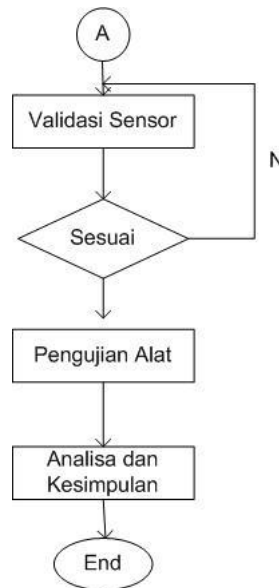 A
Validasi Sensor
N
Sesuai
Pengujian Alat
Analisa dan
Kesimpulan
End